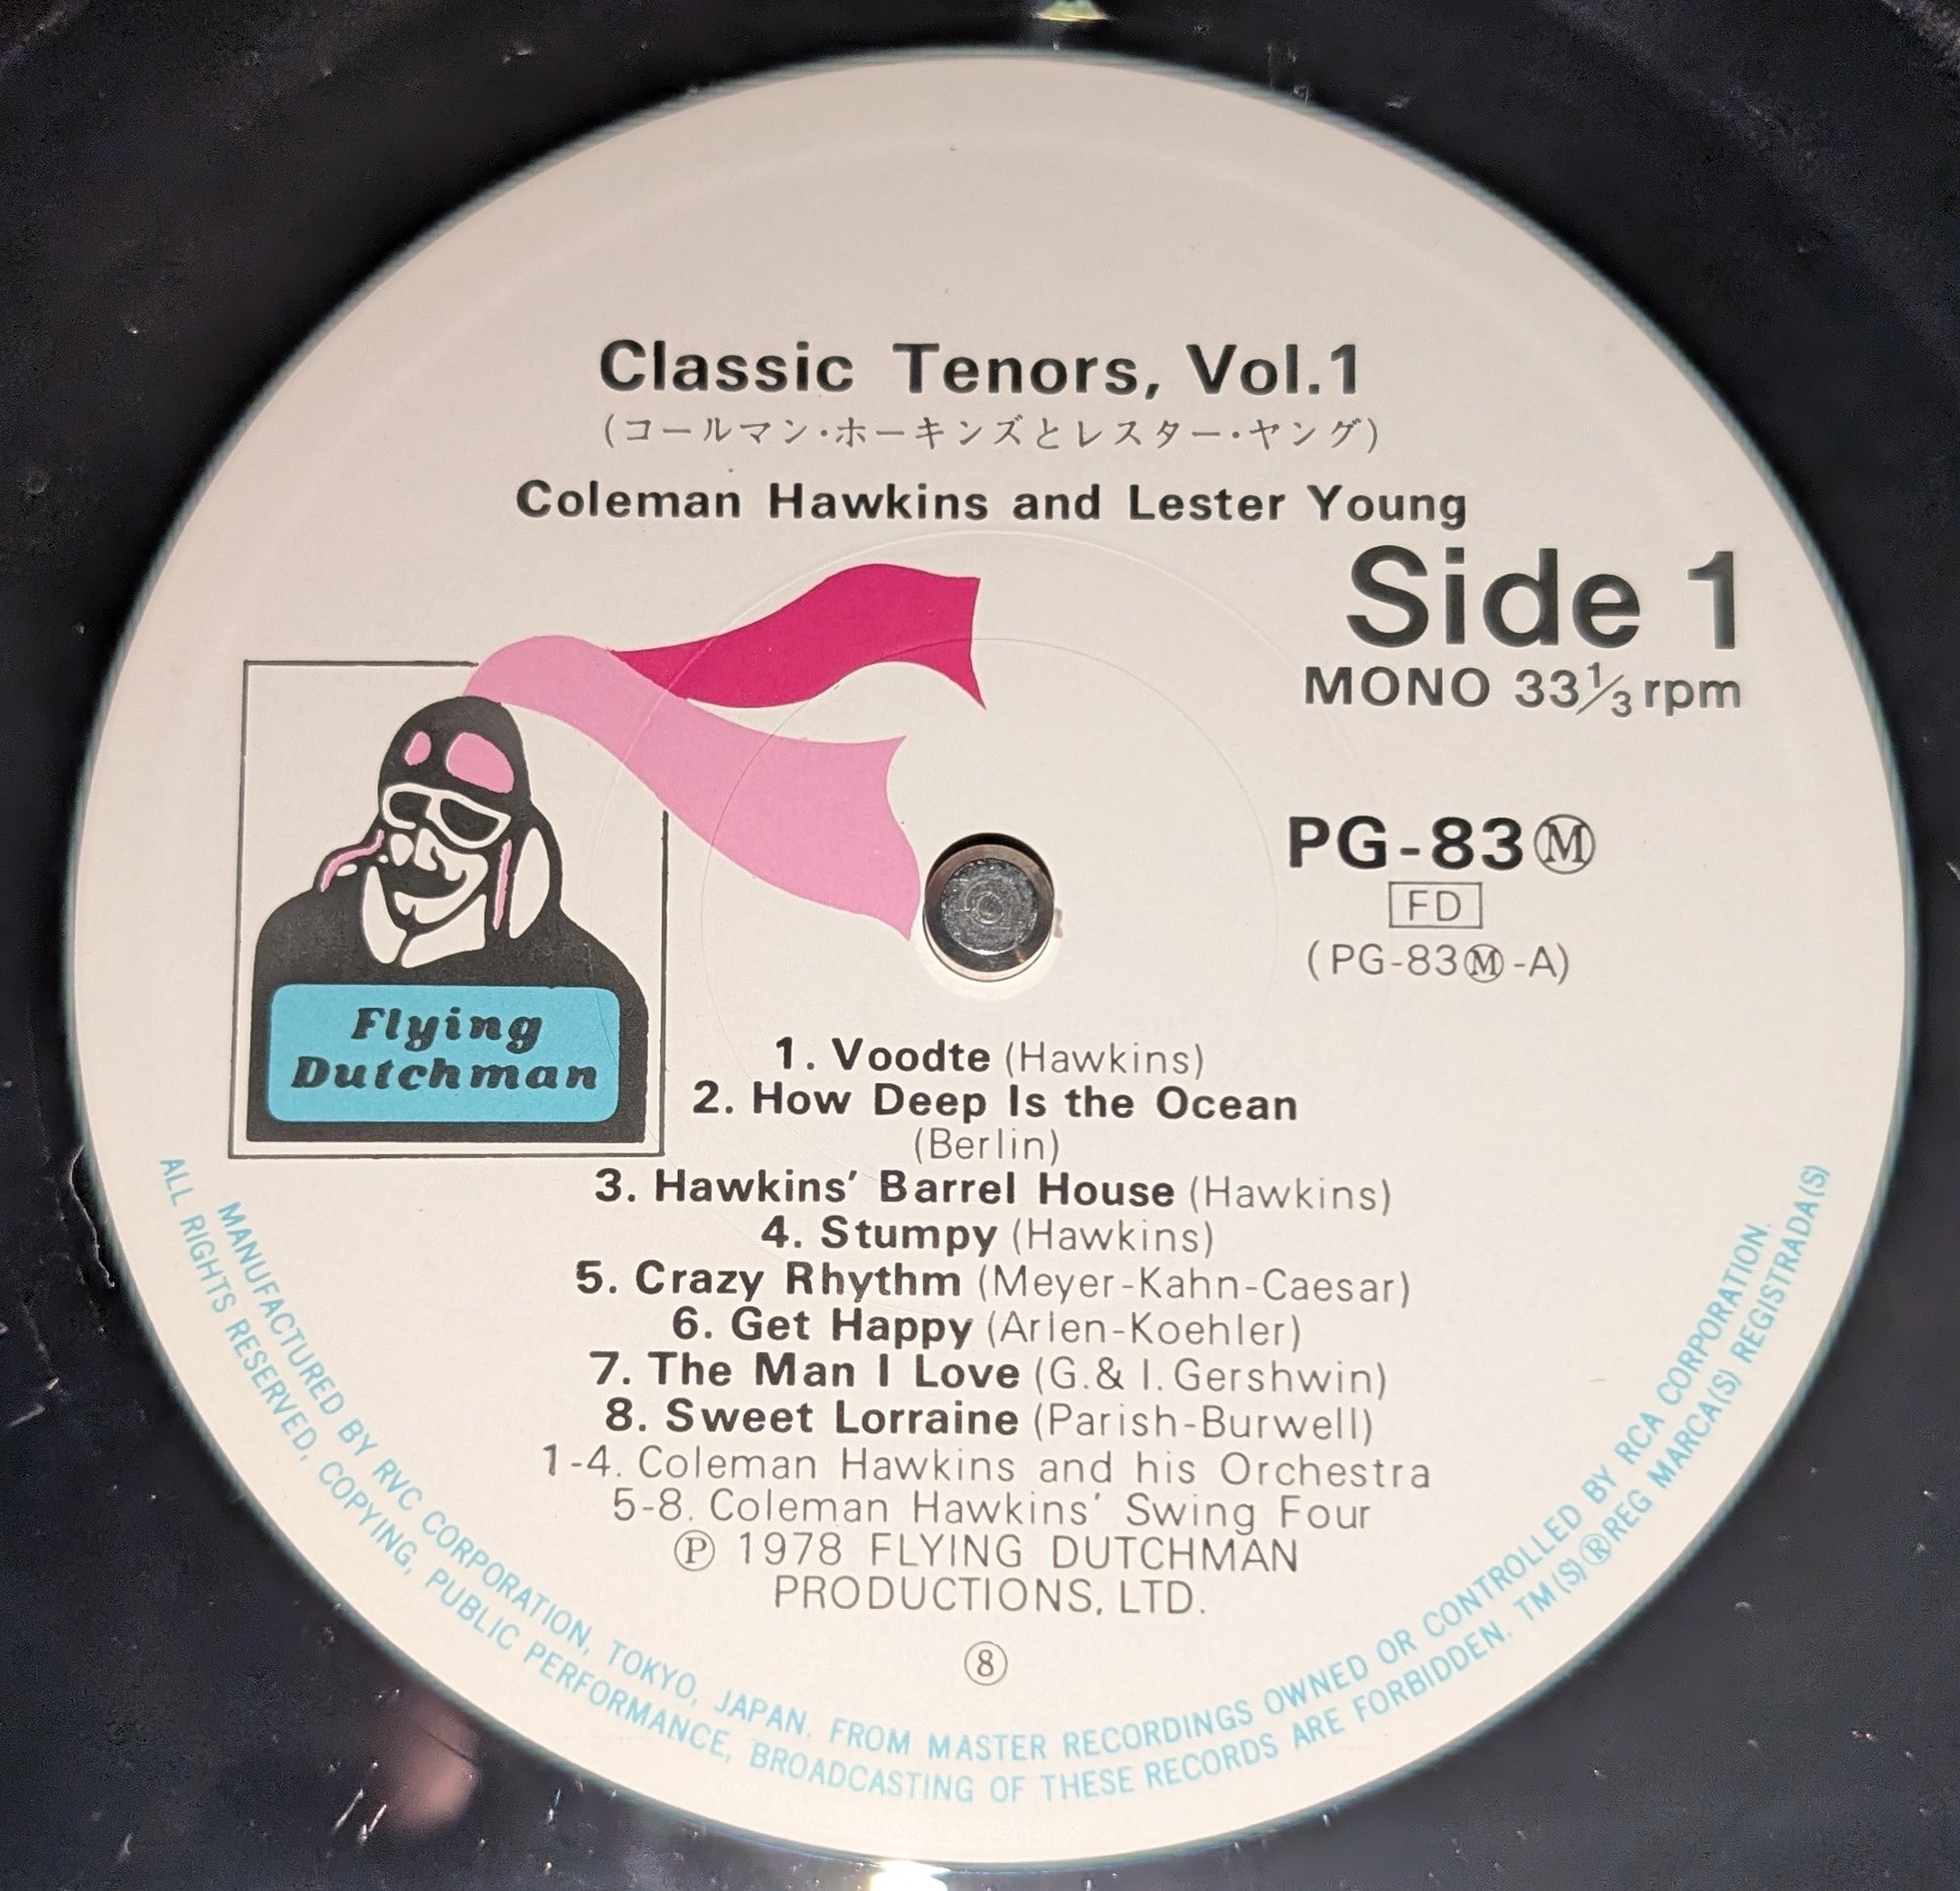 Classic Tenors, Vol.1
(コールマン・ホーキンズとレスター・ヤング)
Coleman Hawkins and Lester Young
Side 1
MONO 33⅓ rpm
PG-83Ⓜ
FD
(PG-83Ⓜ-A)
Flying
Dutchman
1. Voodte (Hawkins)
2. How Deep Is the Ocean
(Berlin)
3. Hawkins' Barrel House (Hawkins)
4. Stumpy (Hawkins)
5. Crazy Rhythm (Meyer-Kahn-Caesar)
6. Get Happy (Arlen-Koehler)
7. The Man I Love (G.& I.Gershwin)
8. Sweet Lorraine (Parish-Burwell)
1-4. Coleman Hawkins and his Orchestra
5-8. Coleman Hawkins' Swing Four
Ⓟ 1978 FLYING DUTCHMAN
PRODUCTIONS, LTD.
⑧
MANUFACTURED BY RVC CORPORATION, TOKYO, JAPAN. FROM MASTER RECORDINGS OWNED OR CONTROLLED BY RCA CORPORATION.
ALL RIGHTS RESERVED, COPYING, PUBLIC PERFORMANCE, BROADCASTING OF THESE RECORDS ARE FORBIDDEN. TM(S)®REG MARCA(S) REGISTRADA(S)